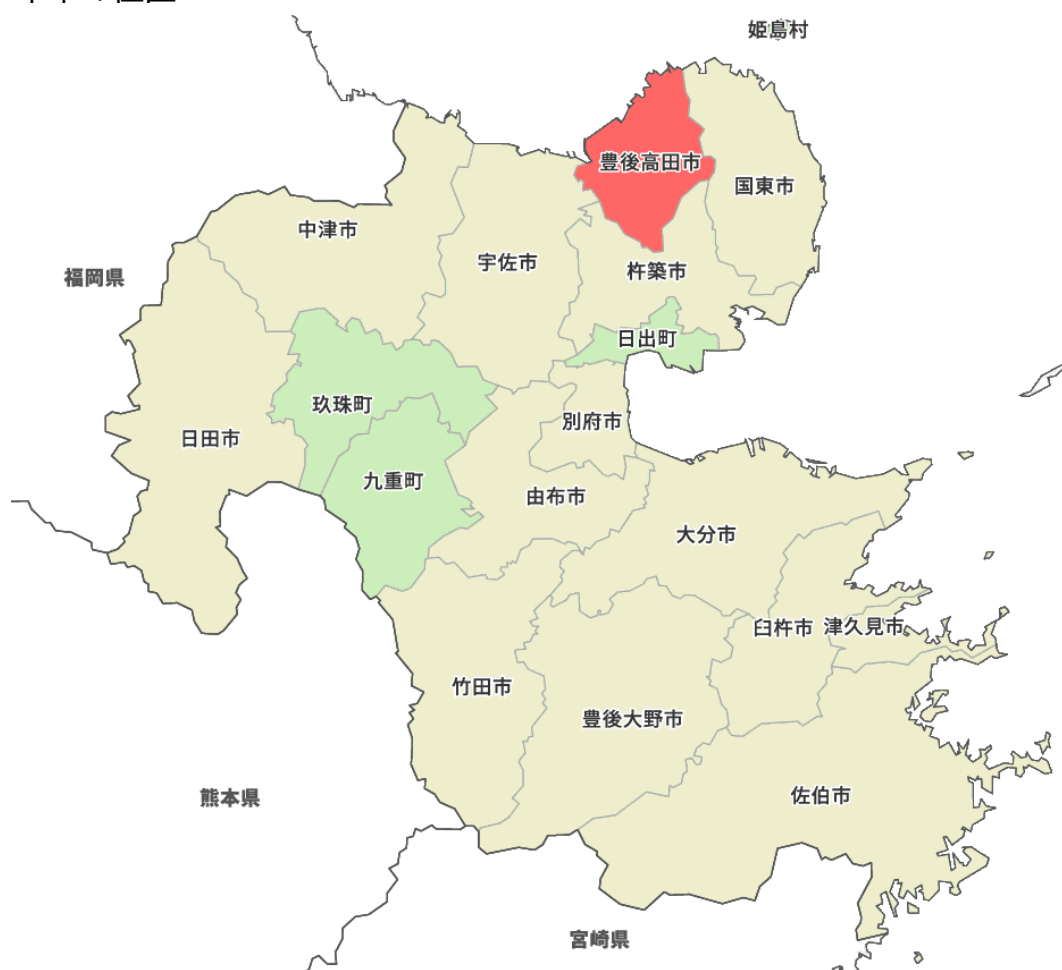 姫島村
豊後高田市
国東市
中津市
宇佐市
杵築市
福岡県
日出町
玖珠町
別府市
日田市
九重町
由布市
大分市
臼杵市
津久見市
竹田市
豊後大野市
佐伯市
熊本県
宮崎県